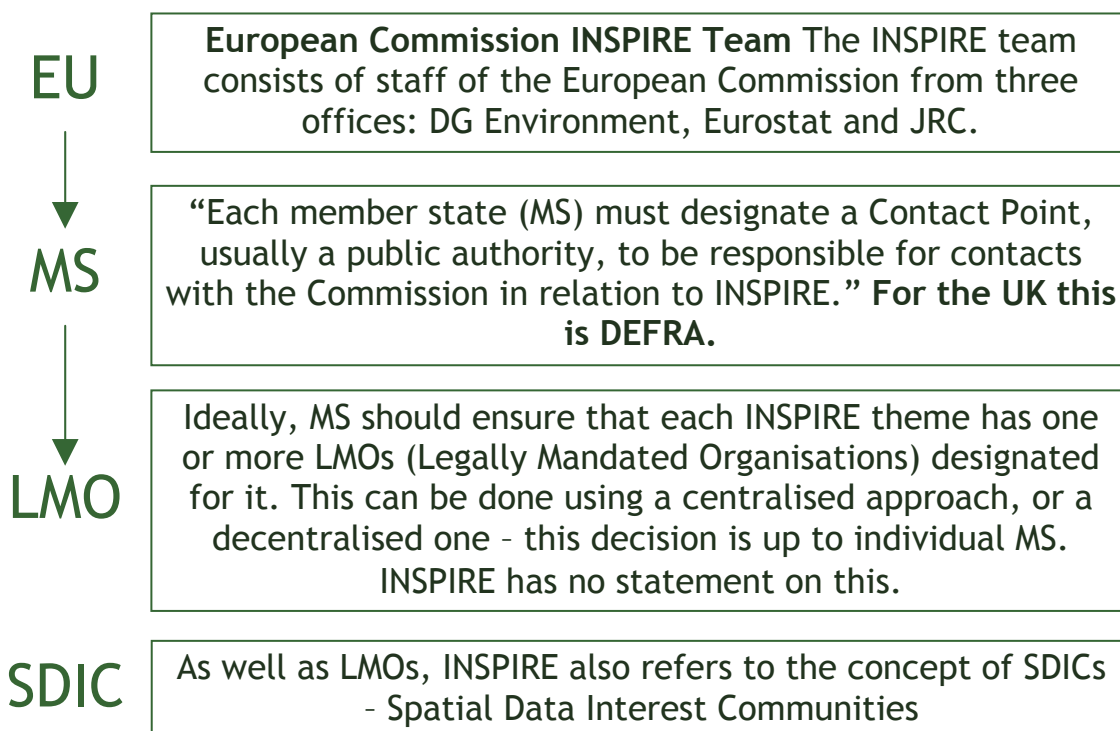 EU
European Commission INSPIRE Team The INSPIRE team
consists of staff of the European Commission from three
offices: DG Environment, Eurostat and JRC.
MS
“Each member state (MS) must designate a Contact Point,
usually a public authority, to be responsible for contacts
with the Commission in relation to INSPIRE.” For the UK this
is DEFRA.
LMO
Ideally, MS should ensure that each INSPIRE theme has one
or more LMOs (Legally Mandated Organisations) designated
for it. This can be done using a centralised approach, or a
decentralised one – this decision is up to individual MS.
INSPIRE has no statement on this.
SDIC
As well as LMOs, INSPIRE also refers to the concept of SDICs
– Spatial Data Interest Communities